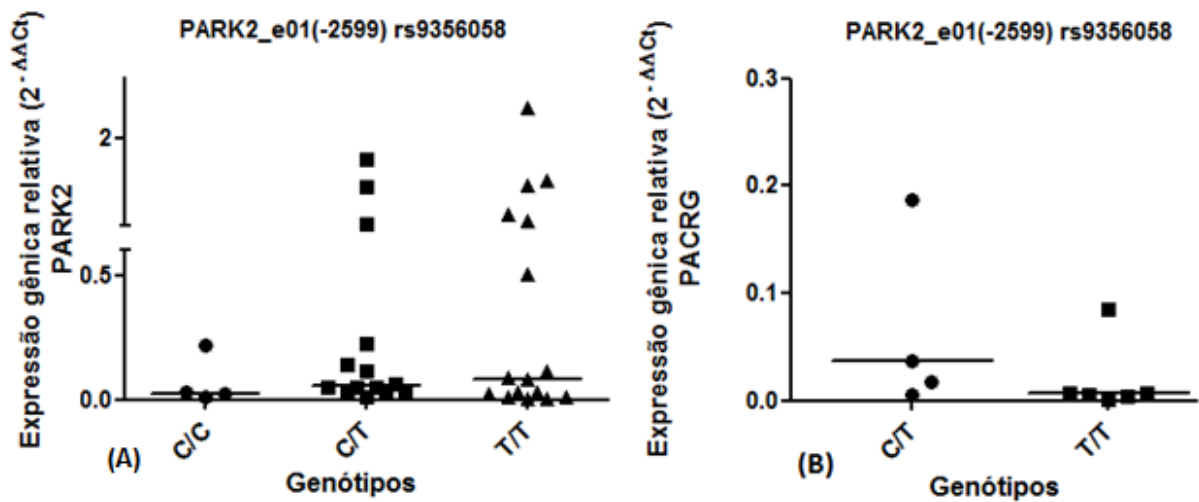 PARK2_e01(-2599) rs9356058
Expressão gênica relativa (2^-ΔΔCt)
PARK2
2
0.5
0.0
C/C
C/T
T/T
(A)
Genótipos
PARK2_e01(-2599) rs9356058
Expressão gênica relativa (2^-ΔΔCt)
PACRG
0.3
0.2
0.1
0.0
C/T
T/T
(B)
Genótipos